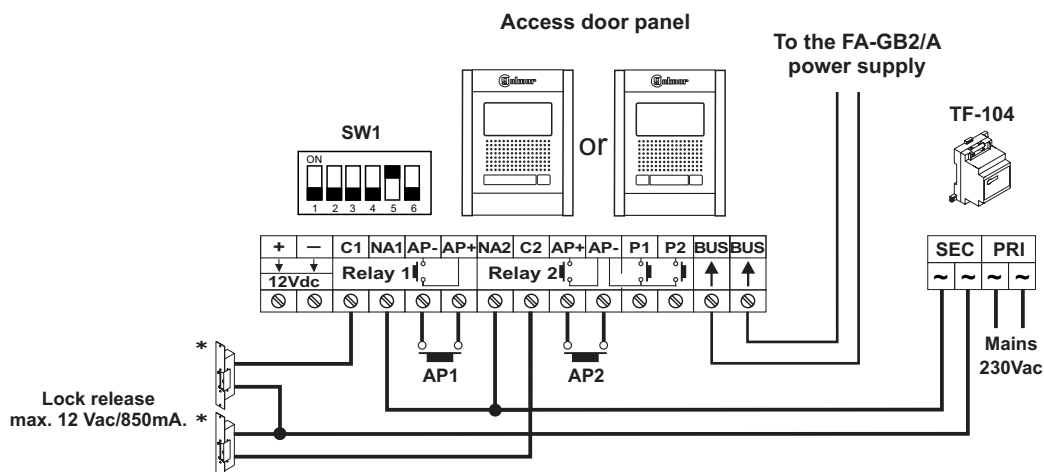 Access door panel
To the FA-GB2/A
power supply
TF-104
SW1
ON
1 2 3 4 5 6
Golmar
or
Golmar
+ — C1 NA1 AP- AP+ NA2 C2 AP+ AP- P1 P2 BUS BUS
12Vdc
Relay 1
Relay 2
SEC PRI
~ ~ ~ ~
Mains
230Vac
AP1
AP2
*
Lock release
max. 12 Vac/850mA.
*